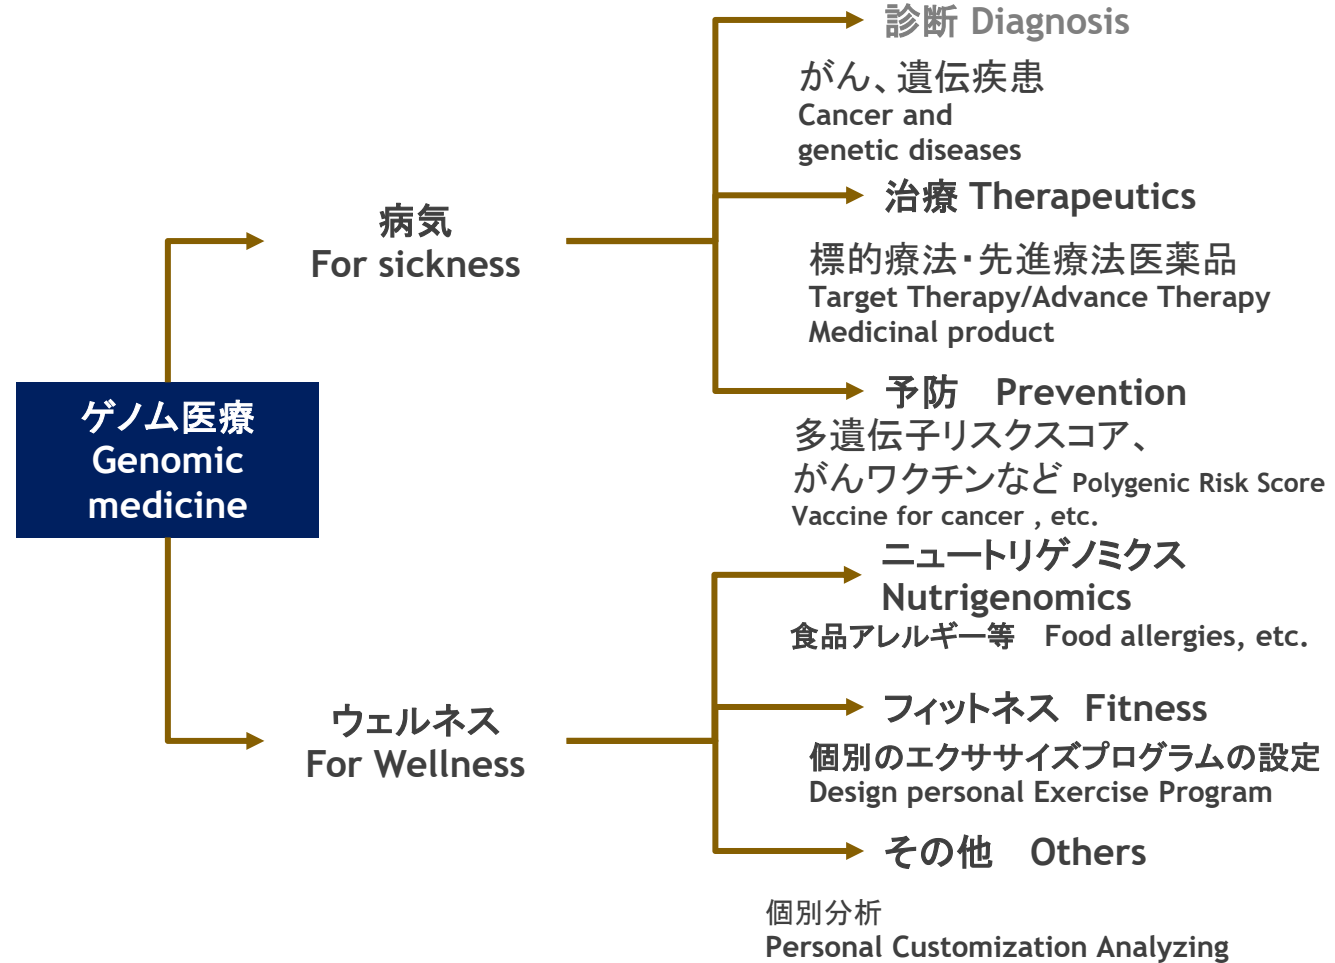 診断 Diagnosis
がん、遺伝疾患
Cancer and
genetic diseases
治療 Therapeutics
標的療法・先進療法医薬品
Target Therapy/Advance Therapy
Medicinal product
予防　Prevention
多遺伝子リスクスコア、
がんワクチンなど Polygenic Risk Score
Vaccine for cancer , etc.
病気
For sickness
ゲノム医療
Genomic
medicine
ウェルネス
For Wellness
ニュートリゲノミクス
Nutrigenomics
食品アレルギー等　Food allergies, etc.
フィットネス　Fitness
個別のエクササイズプログラムの設定
Design personal Exercise Program
その他　Others
個別分析
Personal Customization Analyzing